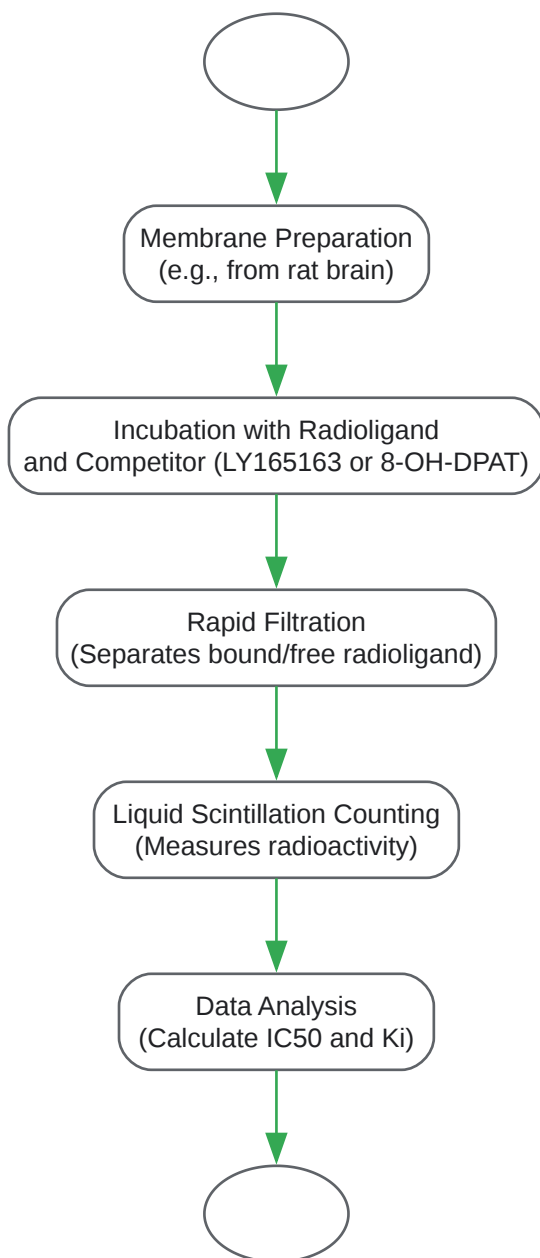 Membrane Preparation
(e.g., from rat brain)
Incubation with Radioligand
and Competitor (LY165163 or 8-OH-DPAT)
Rapid Filtration
(Separates bound/free radioligand)
Liquid Scintillation Counting
(Measures radioactivity)
Data Analysis
(Calculate IC50 and Ki)